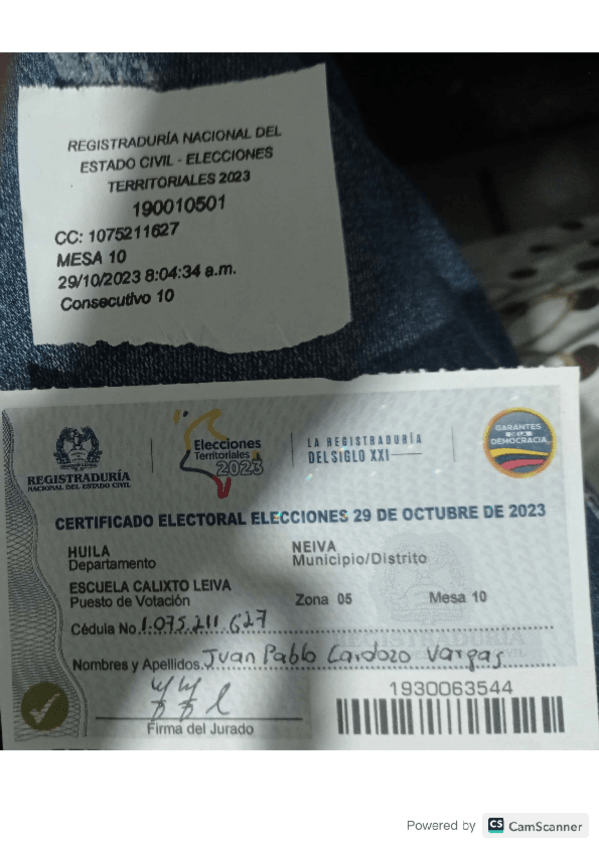 REGISTRADURÍA NACIONAL DEL
ESTADO CIVIL - ELECCIONES
TERRITORIALES 2023
190010501
CC: 1075211627
MESA 10
29/10/2023 8:04:34 a.m.
Consecutivo 10
REGISTRADURÍA
NACIONAL DEL ESTADO CIVIL
Elecciones
Territoriales
2023
LA REGISTRADURÍA
DEL SIGLO XXI
GARANTES
DE LA
DEMOCRACIA
CERTIFICADO ELECTORAL ELECCIONES 29 DE OCTUBRE DE 2023
HUILA NEIVA
Departamento Municipio/Distrito
ESCUELA CALIXTO LEIVA
Puesto de Votación Zona 05 Mesa 10
Cédula No. 1.075.211.627
Nombres y Apellidos. Juan Pablo Cardozo Vargas
1930063544
Firma del Jurado
Powered by CS CamScanner